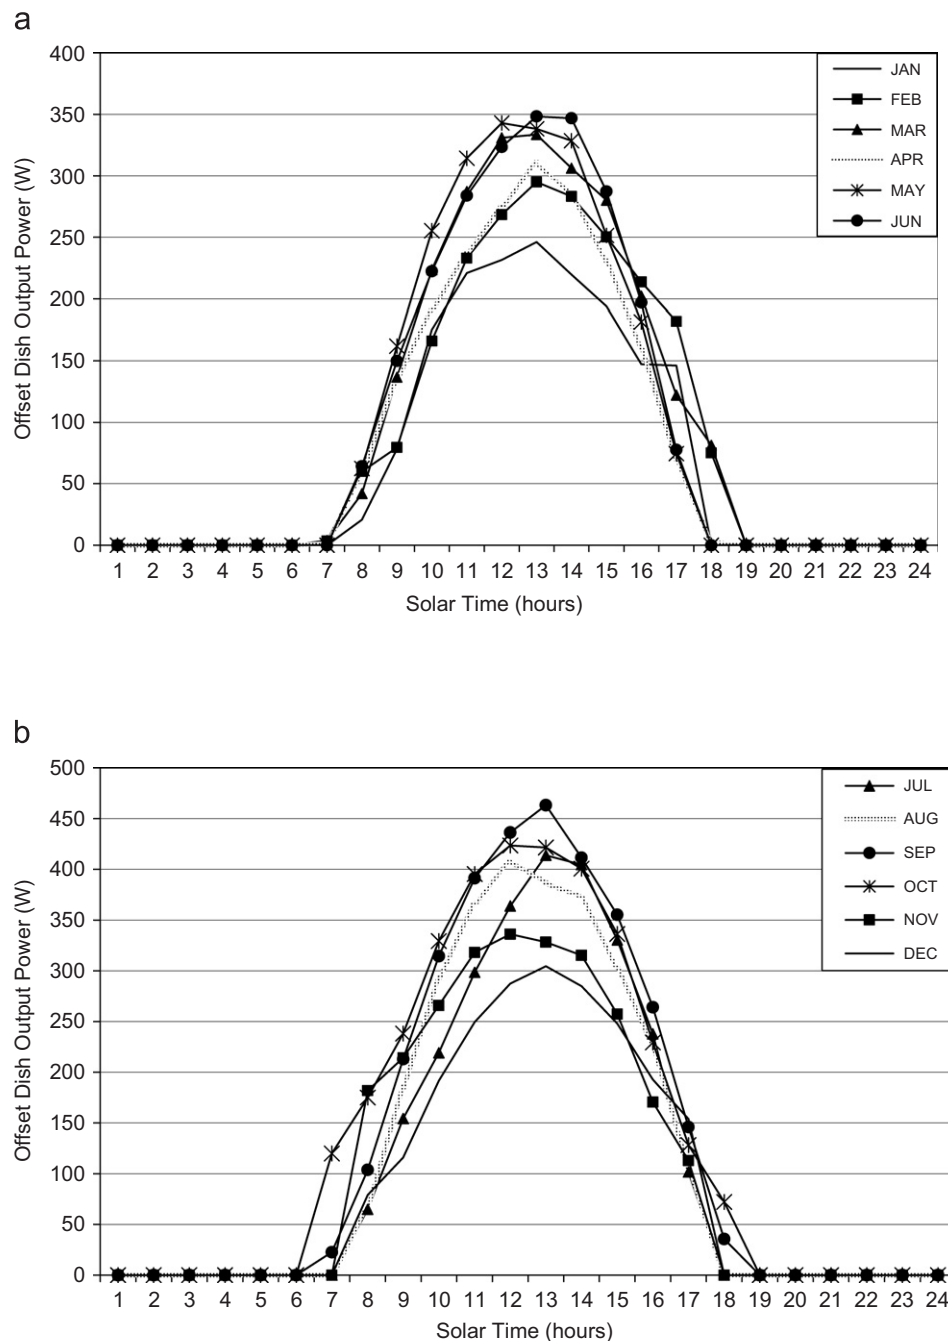 a
400
350
300
250
200
150
100
50
0
Offset Dish Output Power (W)
JAN
FEB
MAR
APR
MAY
JUN
1 2 3 4 5 6 7 8 9 10 11 12 13 14 15 16 17 18 19 20 21 22 23 24
Solar Time (hours)
b
500
450
400
350
300
250
200
150
100
50
0
Offset Dish Output Power (W)
JUL
AUG
SEP
OCT
NOV
DEC
1 2 3 4 5 6 7 8 9 10 11 12 13 14 15 16 17 18 19 20 21 22 23 24
Solar Time (hours)